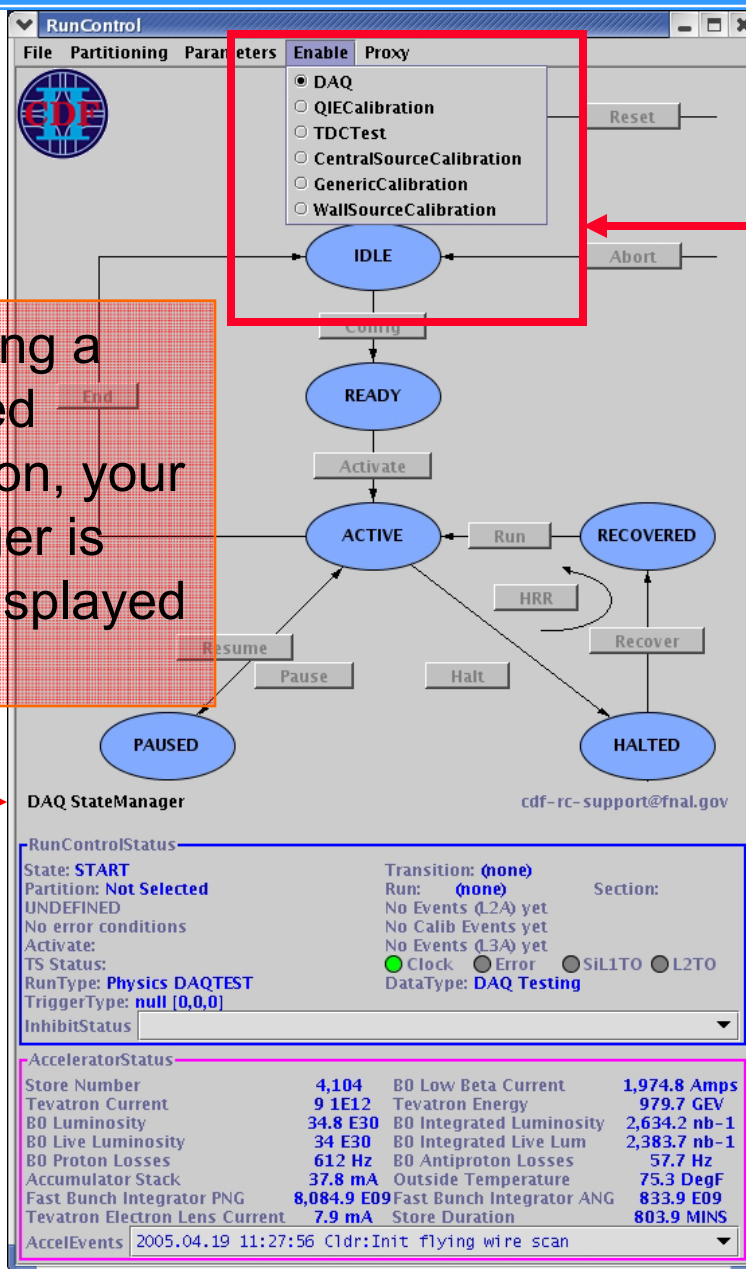 RunControl
File Partitioning Parameters Enable Proxy
CDF
II
DAQ
QIECalibration
TDCTest
CentralSourceCalibration
GenericCalibration
WallSourceCalibration
Reset
IDLE
Abort
Config
ng a
ed
on, your
er is
splayed
End
READY
Activate
ACTIVE
Run
RECOVERED
HRR
Resume
Recover
Pause
Halt
PAUSED
HALTED
DAQ StateManager
cdf-rc-support@fnal.gov
RunControlStatus
State: START Transition: (none)
Partition: Not Selected Run: (none) Section:
UNDEFINED No Events (L2A) yet
No error conditions No Calib Events yet
Activate: No Events (L3A) yet
TS Status: Clock Error SiL1TO L2TO
RunType: Physics DAQTEST DataType: DAQ Testing
TriggerType: null [0,0,0]
InhibitStatus
AcceleratorStatus
Store Number 4,104 B0 Low Beta Current 1,974.8 Amps
Tevatron Current 9 1E12 Tevatron Energy 979.7 GEV
B0 Luminosity 34.8 E30 B0 Integrated Luminosity 2,634.2 nb-1
B0 Live Luminosity 34 E30 B0 Integrated Live Lum 2,383.7 nb-1
B0 Proton Losses 612 Hz B0 Antiproton Losses 57.7 Hz
Accumulator Stack 37.8 mA Outside Temperature 75.3 DegF
Fast Bunch Integrator PNG 8,084.9 E09 Fast Bunch Integrator ANG 833.9 E09
Tevatron Electron Lens Current 7.9 mA Store Duration 803.9 MINS
AccelEvents 2005.04.19 11:27:56 Cldr:Init flying wire scan